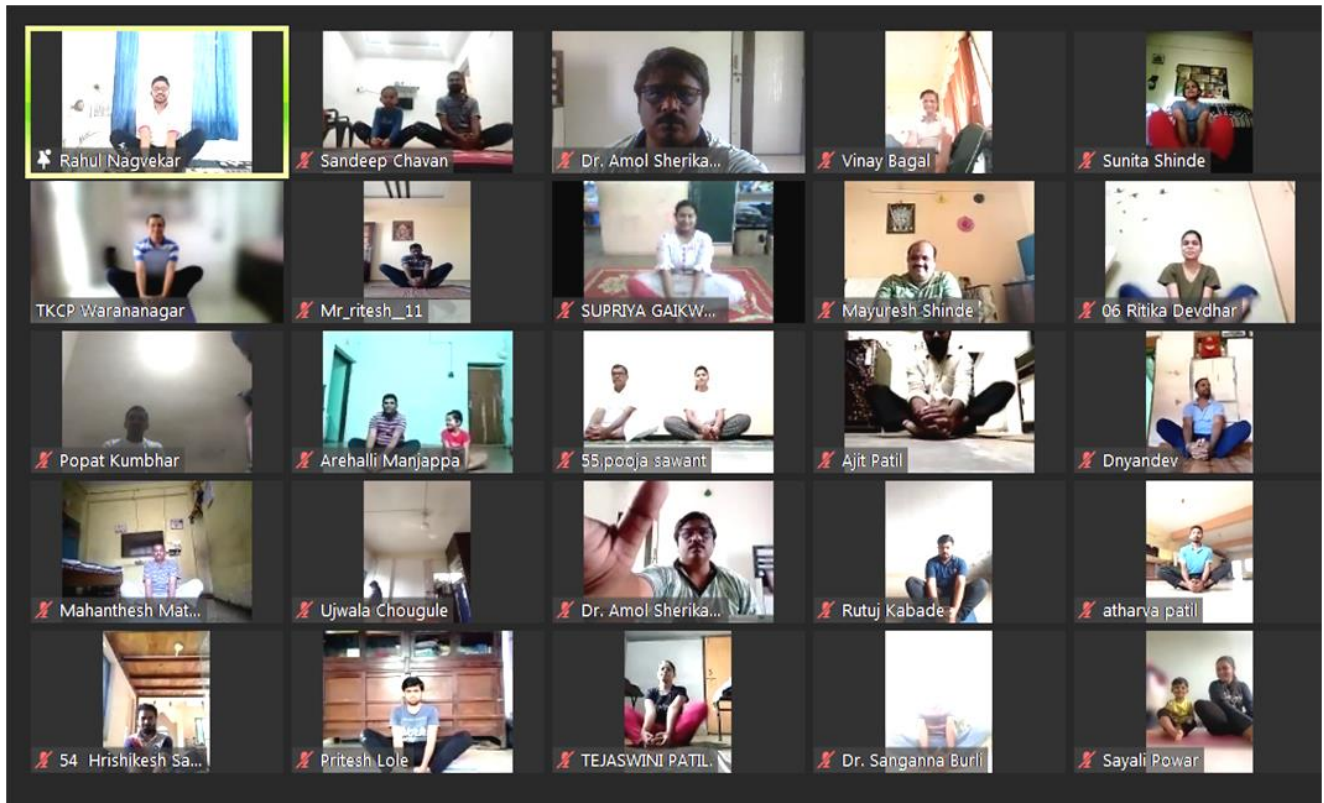 Rahul Nagvekar
Sandeep Chavan
Dr. Amol Sherika...
Vinay Bagal
Sunita Shinde
TKCP Warananagar
Mr_ritesh_11
SUPRIYA GAIKW...
Mayuresh Shinde
06 Ritika Devdhar
Popat Kumbhar
Arehalli Manjappa
55.pooja sawant
Ajit Patil
Dnyandev
Mahanthesh Mat...
Ujwala Chougule
Dr. Amol Sherika...
Rutuj Kabade
atharva patil
54 Hrishikesh Sa...
Pritesh Lole
TEJASWINI PATIL.
Dr. Sanganna Burli
Sayali Powar